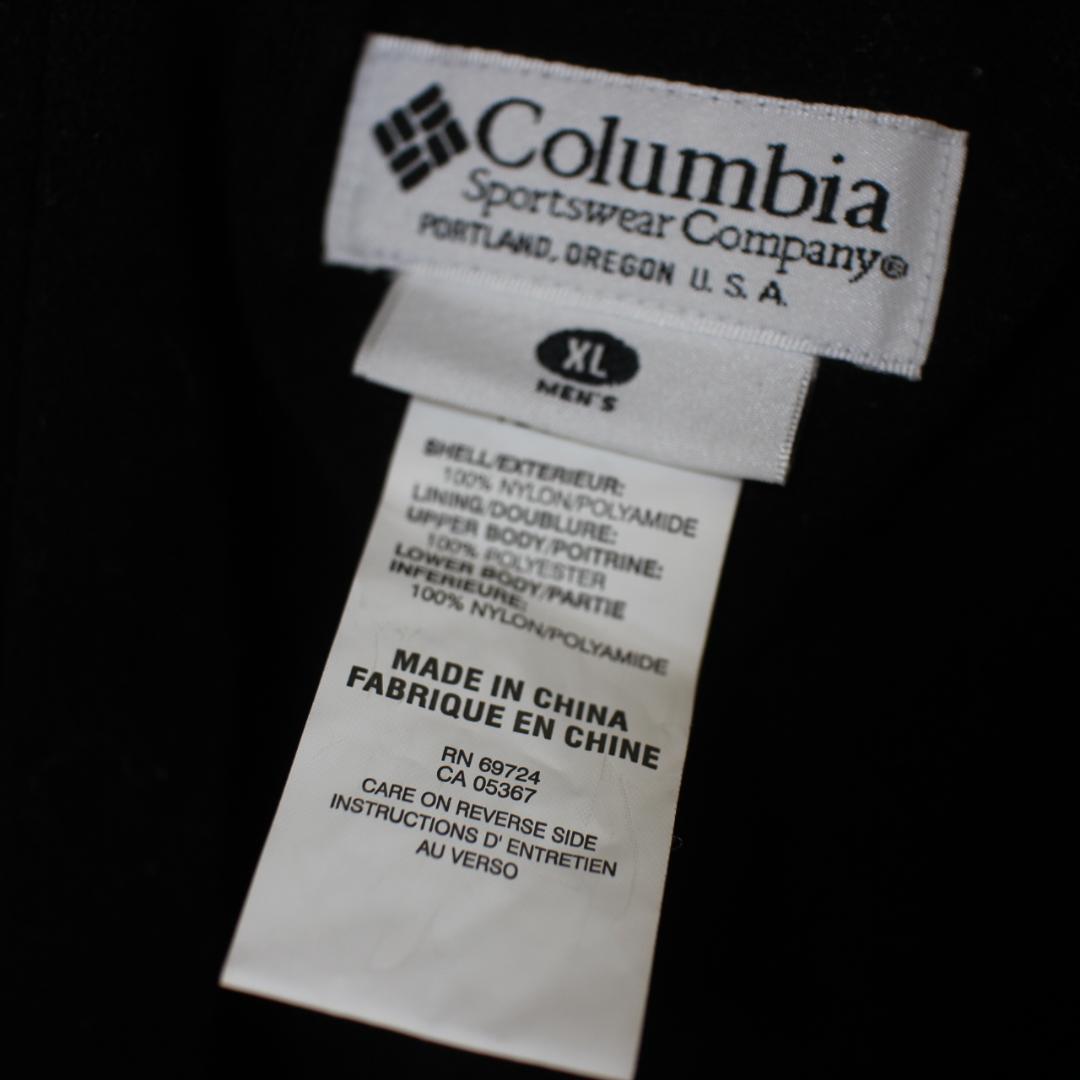 Columbia
Sportswear Company®
PORTLAND, OREGON U.S.A.
XL
MEN'S
SHELL/EXTERIEUR:
100% NYLON/POLYAMIDE
LINING/DOUBLURE:
UPPER BODY/POITRINE:
100% POLYESTER
LOWER BODY/PARTIE
INFERIEURE:
100% NYLON/POLYAMIDE
MADE IN CHINA
FABRIQUE EN CHINE
RN 69724
CA 05367
CARE ON REVERSE SIDE
INSTRUCTIONS D' ENTRETIEN
AU VERSO